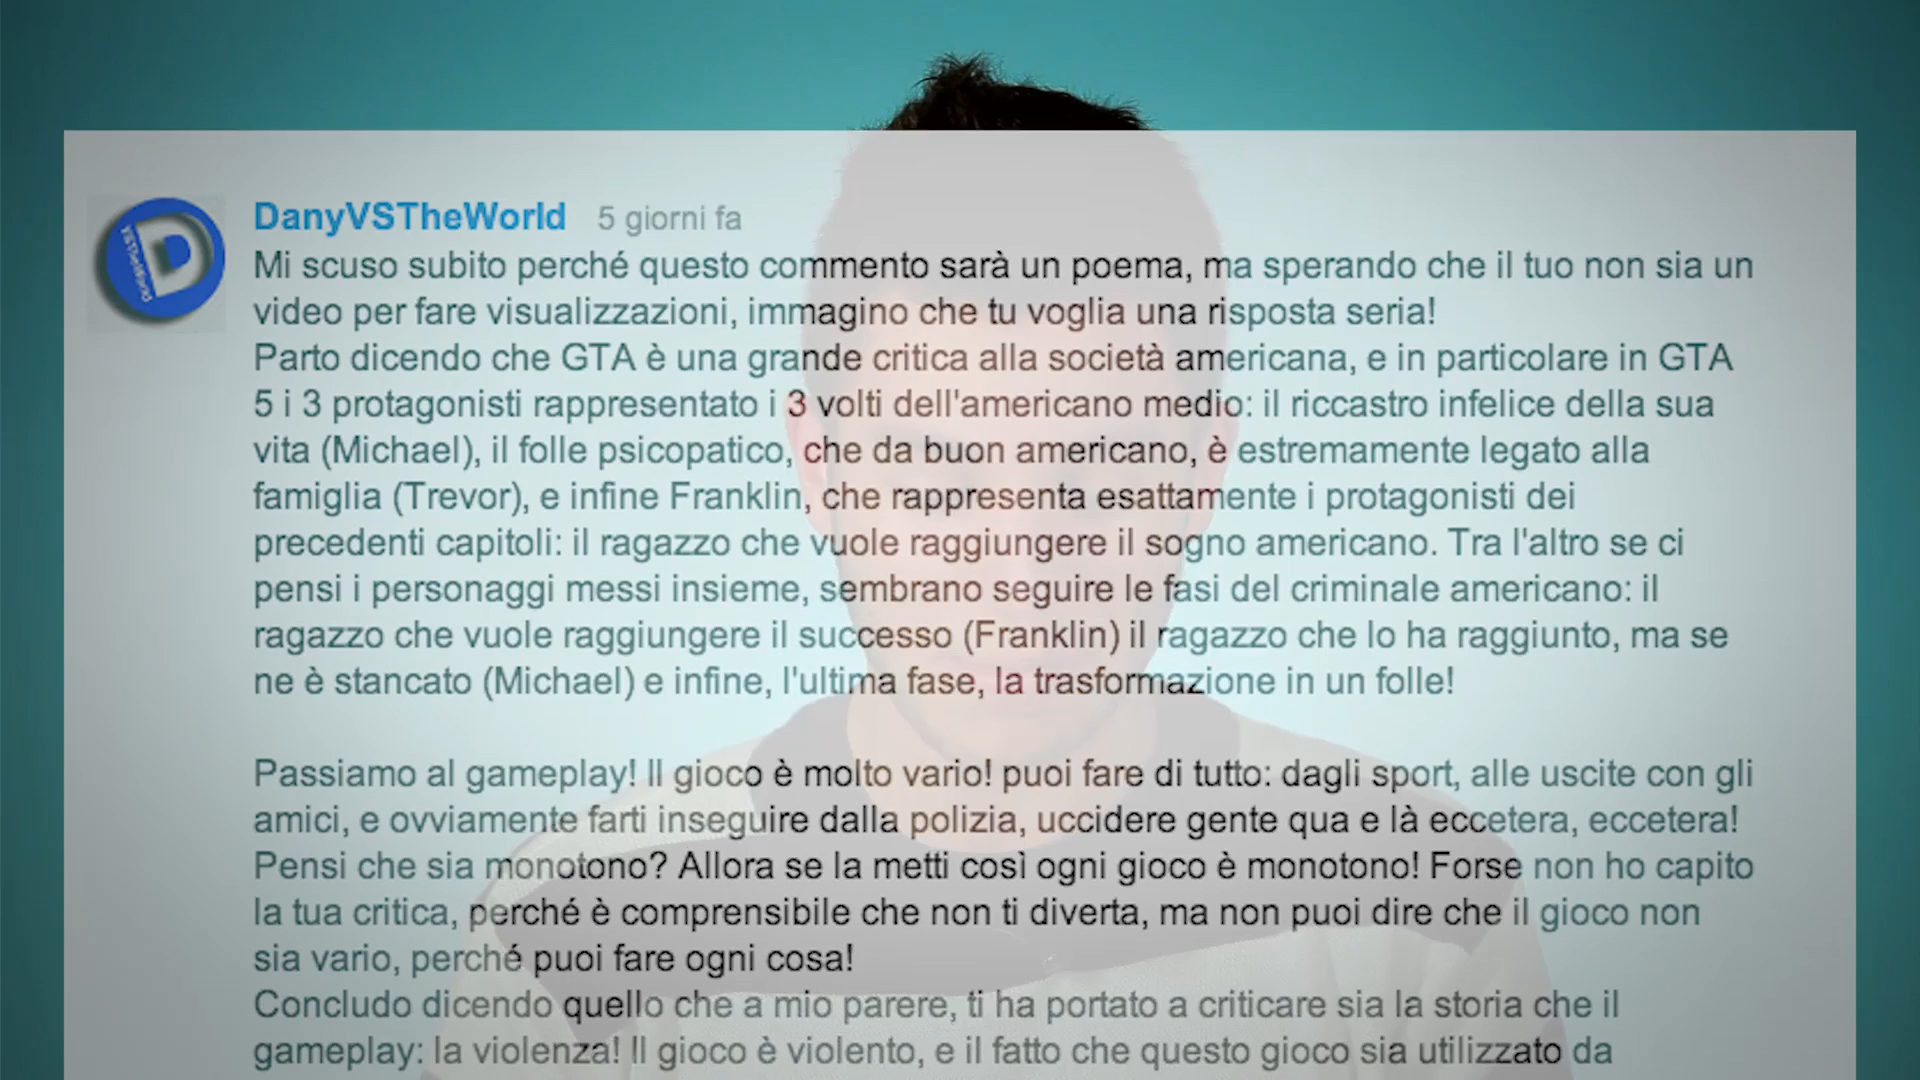 DanyVSTheWorld 5 giorni fa
Mi scuso subito perché questo commento sarà un poema, ma sperando che il tuo non sia un
video per fare visualizzazioni, immagino che tu voglia una risposta seria!
Parto dicendo che GTA è una grande critica alla società americana, e in particolare in GTA
5 i 3 protagonisti rappresentato i 3 volti dell'americano medio: il riccastro infelice della sua
vita (Michael), il folle psicopatico, che da buon americano, è estremamente legato alla
famiglia (Trevor), e infine Franklin, che rappresenta esattamente i protagonisti dei
precedenti capitoli: il ragazzo che vuole raggiungere il sogno americano. Tra l'altro se ci
pensi i personaggi messi insieme, sembrano seguire le fasi del criminale americano: il
ragazzo che vuole raggiungere il successo (Franklin) il ragazzo che lo ha raggiunto, ma se
ne è stancato (Michael) e infine, l'ultima fase, la trasformazione in un folle!
Passiamo al gameplay! Il gioco è molto vario! puoi fare di tutto: dagli sport, alle uscite con gli
amici, e ovviamente farti inseguire dalla polizia, uccidere gente qua e là eccetera, eccetera!
Pensi che sia monotono? Allora se la metti così ogni gioco è monotono! Forse non ho capito
la tua critica, perché è comprensibile che non ti diverta, ma non puoi dire che il gioco non
sia vario, perché puoi fare ogni cosa!
Concludo dicendo quello che a mio parere, ti ha portato a criticare sia la storia che il
gameplay: la violenza! Il gioco è violento, e il fatto che questo gioco sia utilizzato da